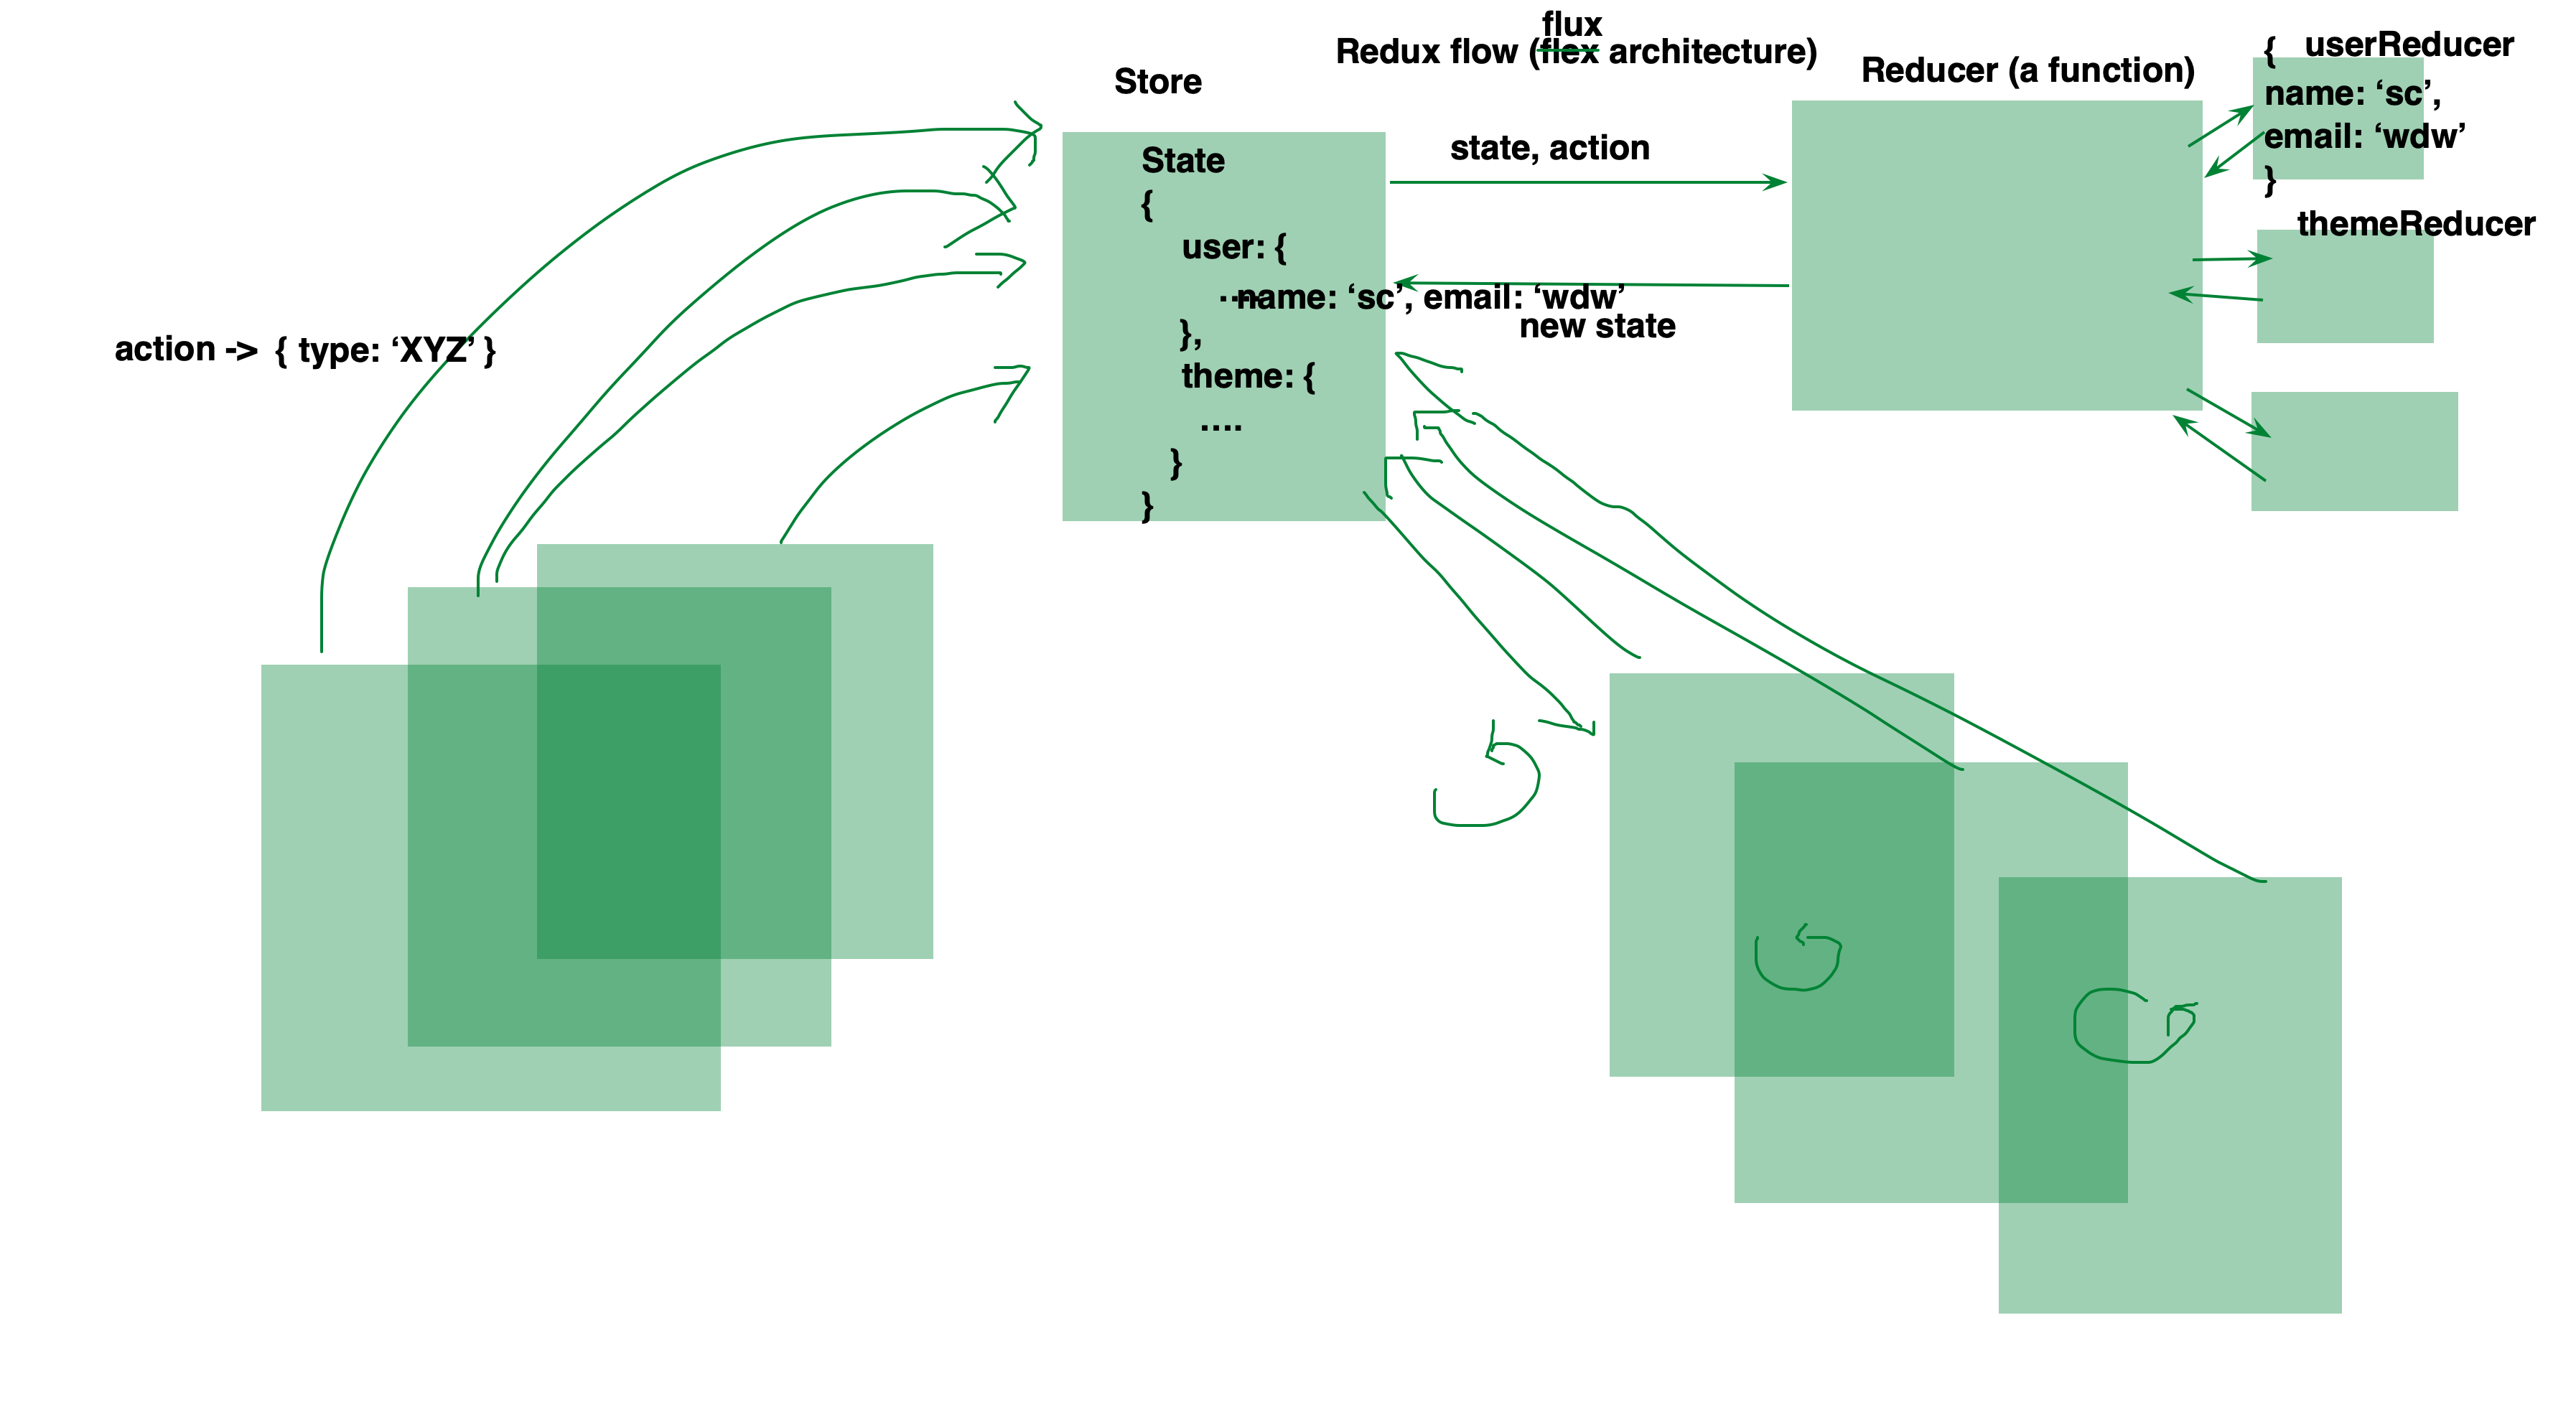 flux
Redux flow (flex architecture)
Store
State
{
user: {
....name: ‘sc’, email: ‘wdw’
},
theme: {
....
}
}
state, action
new state
Reducer (a function)
{ userReducer
name: ‘sc’,
email: ‘wdw’
}
themeReducer
action -> { type: ‘XYZ’ }